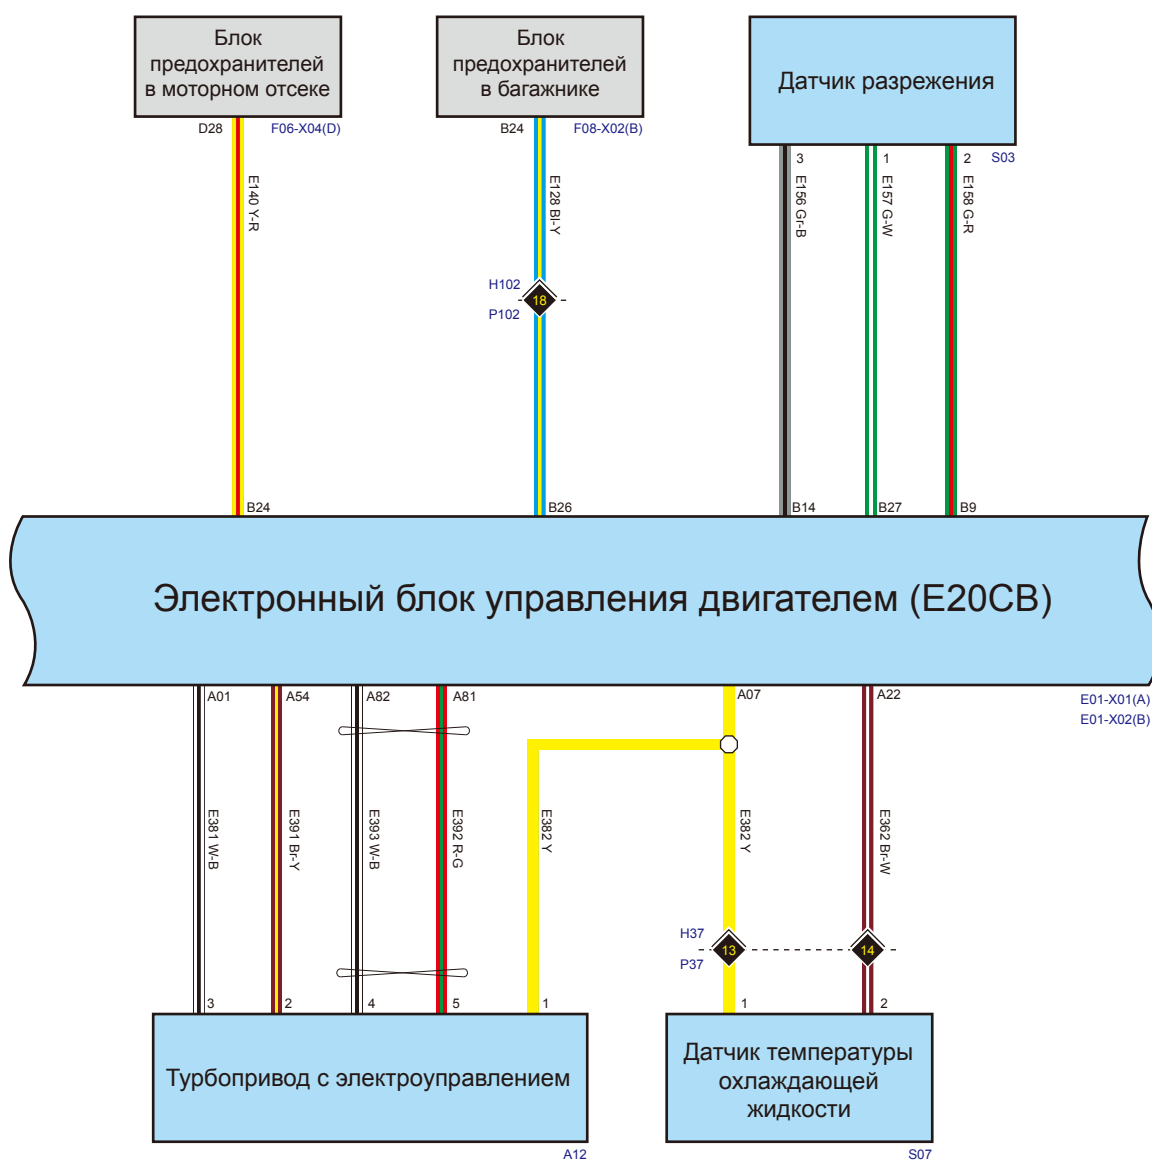 Блок
предохранителей
в моторном отсеке
Блок
предохранителей
в багажнике
Датчик разрежения
D28
F06-X04(D)
B24
F08-X02(B)
3
1
2
S03
E140 Y-R
E128 Bl-Y
E156 Gr-B
E157 G-W
E158 G-R
H102
18
P102
B24
B26
B14
B27
B9
Электронный блок управления двигателем (E20CB)
A01
A54
A82
A81
A07
A22
E01-X01(A)
E01-X02(B)
E381 W-B
E391 Br-Y
E393 W-B
E392 R-G
E382 Y
E382 Y
E362 Br-W
H37
13
14
P37
3
2
4
5
1
1
2
Турбопривод с электроуправлением
Датчик температуры
охлаждающей
жидкости
A12
S07